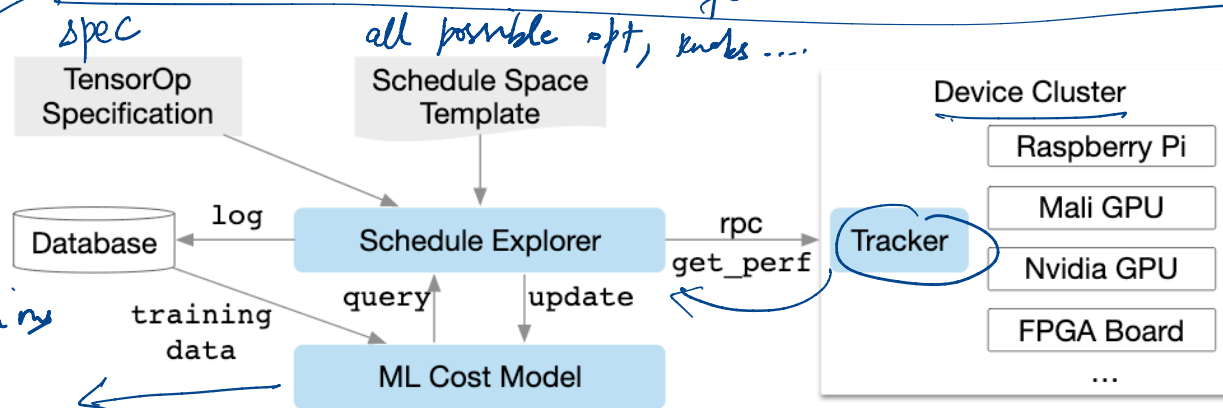 spec
all possible opt, knobs ....
TensorOp
Specification
Schedule Space
Template
Device Cluster
Raspberry Pi
Mali GPU
Nvidia GPU
FPGA Board
...
Tracker
rpc
get_perf
Schedule Explorer
log
Database
query
update
training
data
ML Cost Model